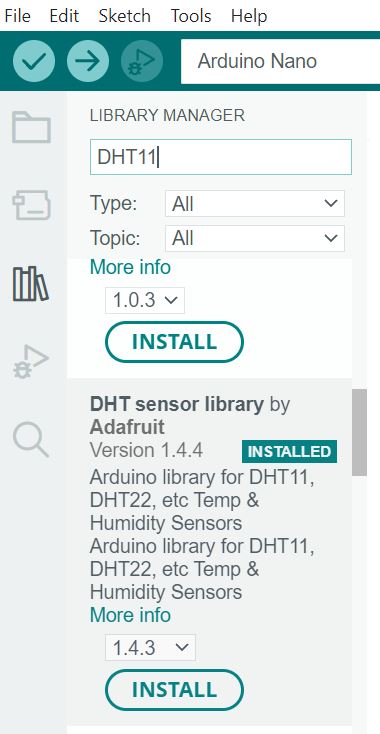 File Edit Sketch Tools Help
Arduino Nano
LIBRARY MANAGER
DHT11
Type: All
Topic: All
More info
1.0.3
INSTALL
DHT sensor library by
Adafruit
Version 1.4.4 INSTALLED
Arduino library for DHT11,
DHT22, etc Temp &
Humidity Sensors
Arduino library for DHT11,
DHT22, etc Temp &
Humidity Sensors
More info
1.4.3
INSTALL